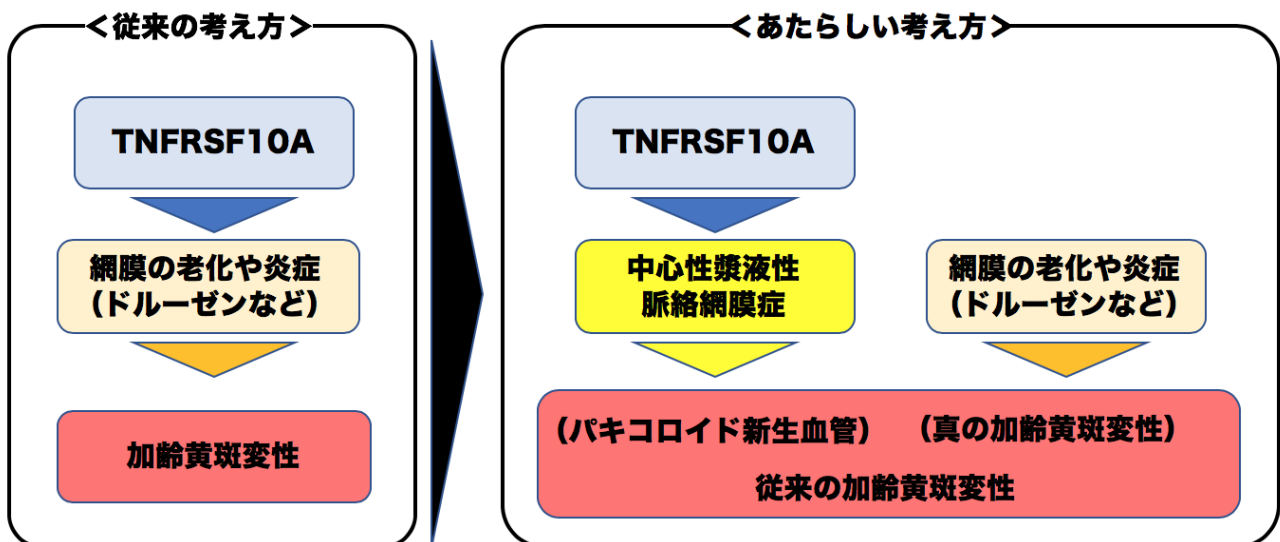 ＜従来の考え方＞
TNFRSF10A
網膜の老化や炎症
（ドルーゼンなど）
加齢黄斑変性
＜あたらしい考え方＞
TNFRSF10A
中心性漿液性
脈絡網膜症
網膜の老化や炎症
（ドルーゼンなど）
（パキコロイド新生血管）
（真の加齢黄斑変性）
従来の加齢黄斑変性